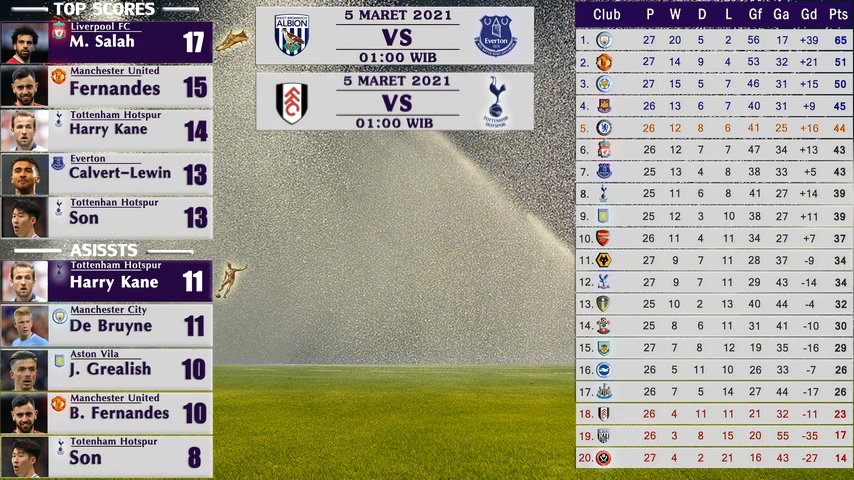 TOP SCORES
Liverpool FC
M. Salah 17
Manchester United
Fernandes 15
Tottenham Hotspur
Harry Kane 14
Everton
Calvert-Lewin 13
Tottenhan Hotspur
Son 13
ASISSTS
Tottenham Hotspur
Harry Kane 11
Manchester City
De Bruyne 11
Aston Vila
J. Grealish 10
Manchester United
B. Fernandes 10
Totenham Hotspur
Son 8
5 MARET 2021
ALBION VS Everton
01:00 WIB
5 MARET 2021
VS
TOTTENHAM HOTSPUR
01:00 WIB
Club P W D L Gf Ga Gd Pts
1. 27 20 5 2 56 17 +39 65
2. 27 14 9 4 53 32 +21 51
3. 27 15 5 7 46 31 +15 50
4. 26 13 6 7 40 31 +9 45
5. 26 12 8 6 41 25 +16 44
6. 26 12 7 7 47 34 +13 43
7. 25 13 4 8 38 33 +5 43
8. 25 11 6 8 41 27 +14 39
9. 25 12 3 10 38 27 +11 39
10. 26 11 4 11 34 27 +7 37
11. 27 9 7 11 28 37 -9 34
12. 27 9 7 11 29 43 -14 34
13. 25 10 2 13 40 44 -4 32
14. 25 8 6 11 31 41 -10 30
15. 27 7 8 12 19 35 -16 29
16. 26 5 11 10 26 33 -7 26
17. 26 7 5 14 27 44 -17 26
18. 26 4 11 11 21 32 -11 23
19. 26 3 8 15 20 55 -35 17
20. 27 4 2 21 16 43 -27 14